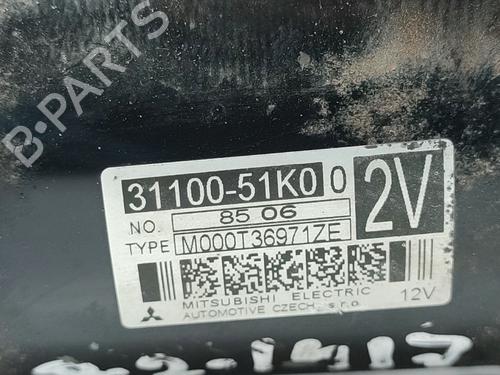 B-PARTS
31100-51K0 0
2V
NO. 85 06
TYPE M000T36971ZE
MITSUBISHI ELECTRIC
AUTOMOTIVE CZECH s.r.o.
12V